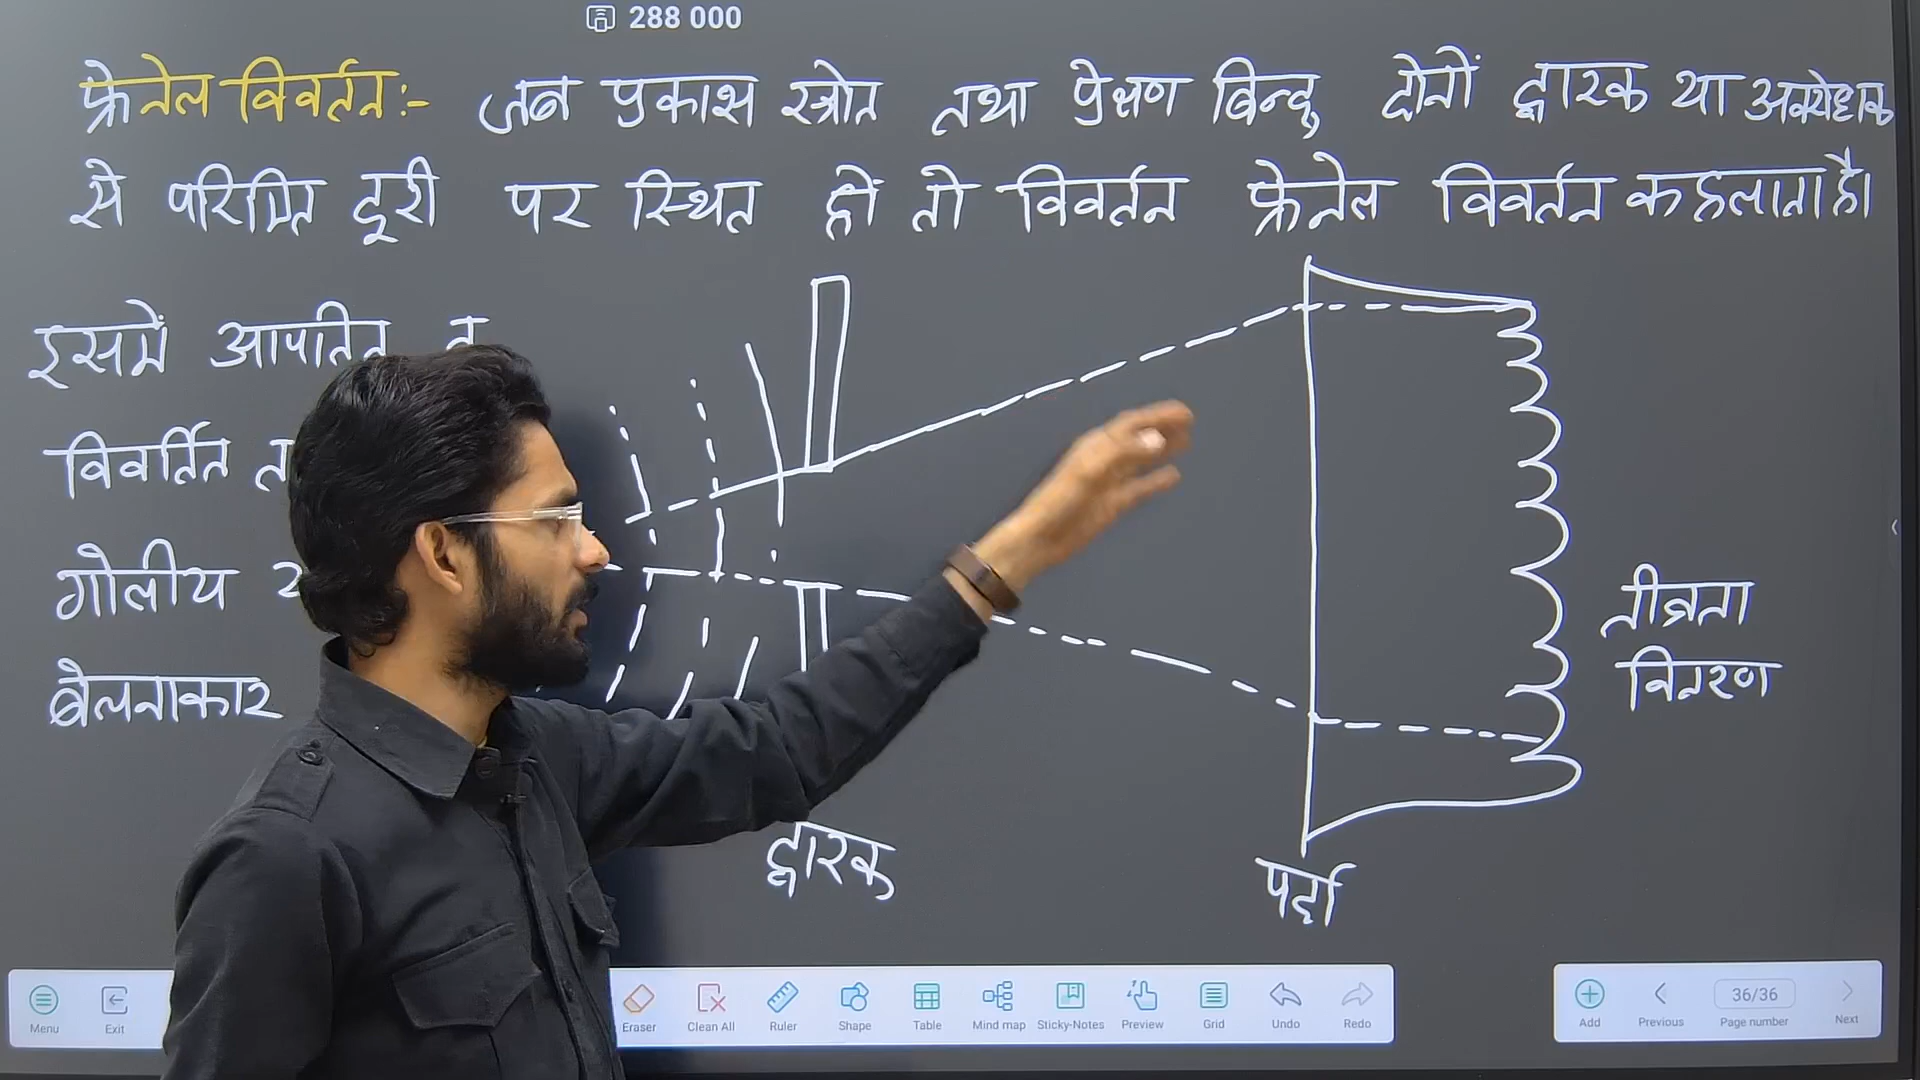 288 000
फ्रेनेल विवर्तन:- जब प्रकाश स्त्रोत तथा प्रेक्षण बिन्दु दोनों द्वारक या अवरोधक
से परिमित दूरी पर स्थित हो तो विवर्तन फ्रेनेल विवर्तन कहलाता है।
इसमें आपतित व
विवर्तित
गोलीय
बेलनाकार
तीव्रता
वितरण
द्वारक
पर्दा
Menu Exit Eraser Clean All Ruler Shape Table Mind map Sticky-Notes Preview Grid Undo Redo Add Previous 36/36 Page number Next